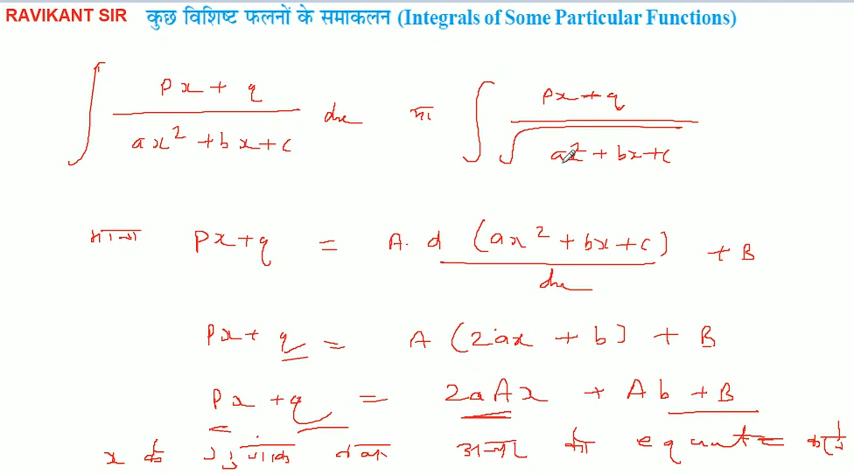 RAVIKANT SIR कुछ विशिष्ट फलनों के समाकलन (Integrals of Some Particular Functions)
∫ (px + q)/(ax² + bx + c) dx या ∫ (px + q)/√(ax² + bx + c)
माना px + q = A. d (ax² + bx + c)/dx + B
px + q = A (2ax + b) + B
px + q = 2aAx + Ab + B
x के गुणांक तथा अचर को equate करने